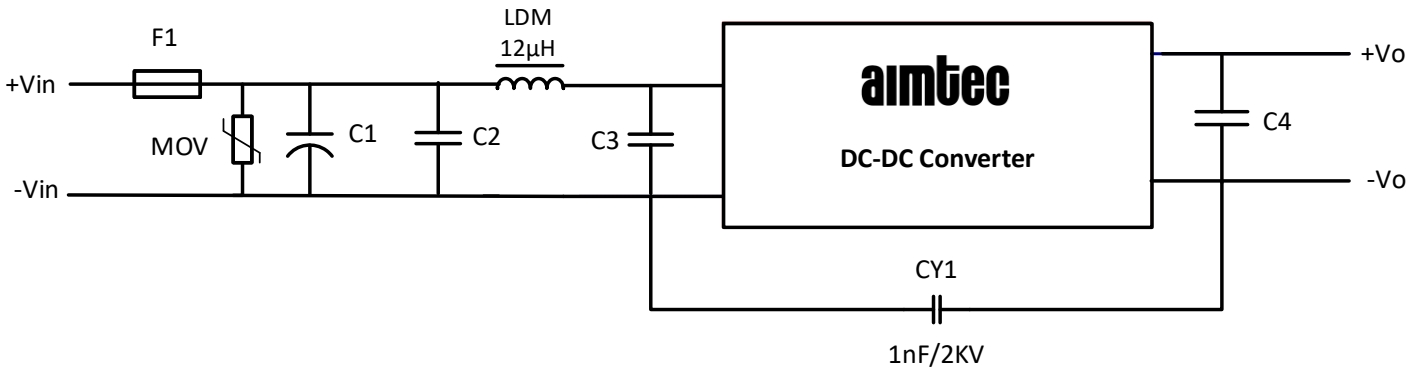 LDM
12µH
F1
+Vin
MOV
C1
C2
C3
-Vin
aimtec
DC-DC Converter
+Vo
C4
-Vo
CY1
1nF/2KV